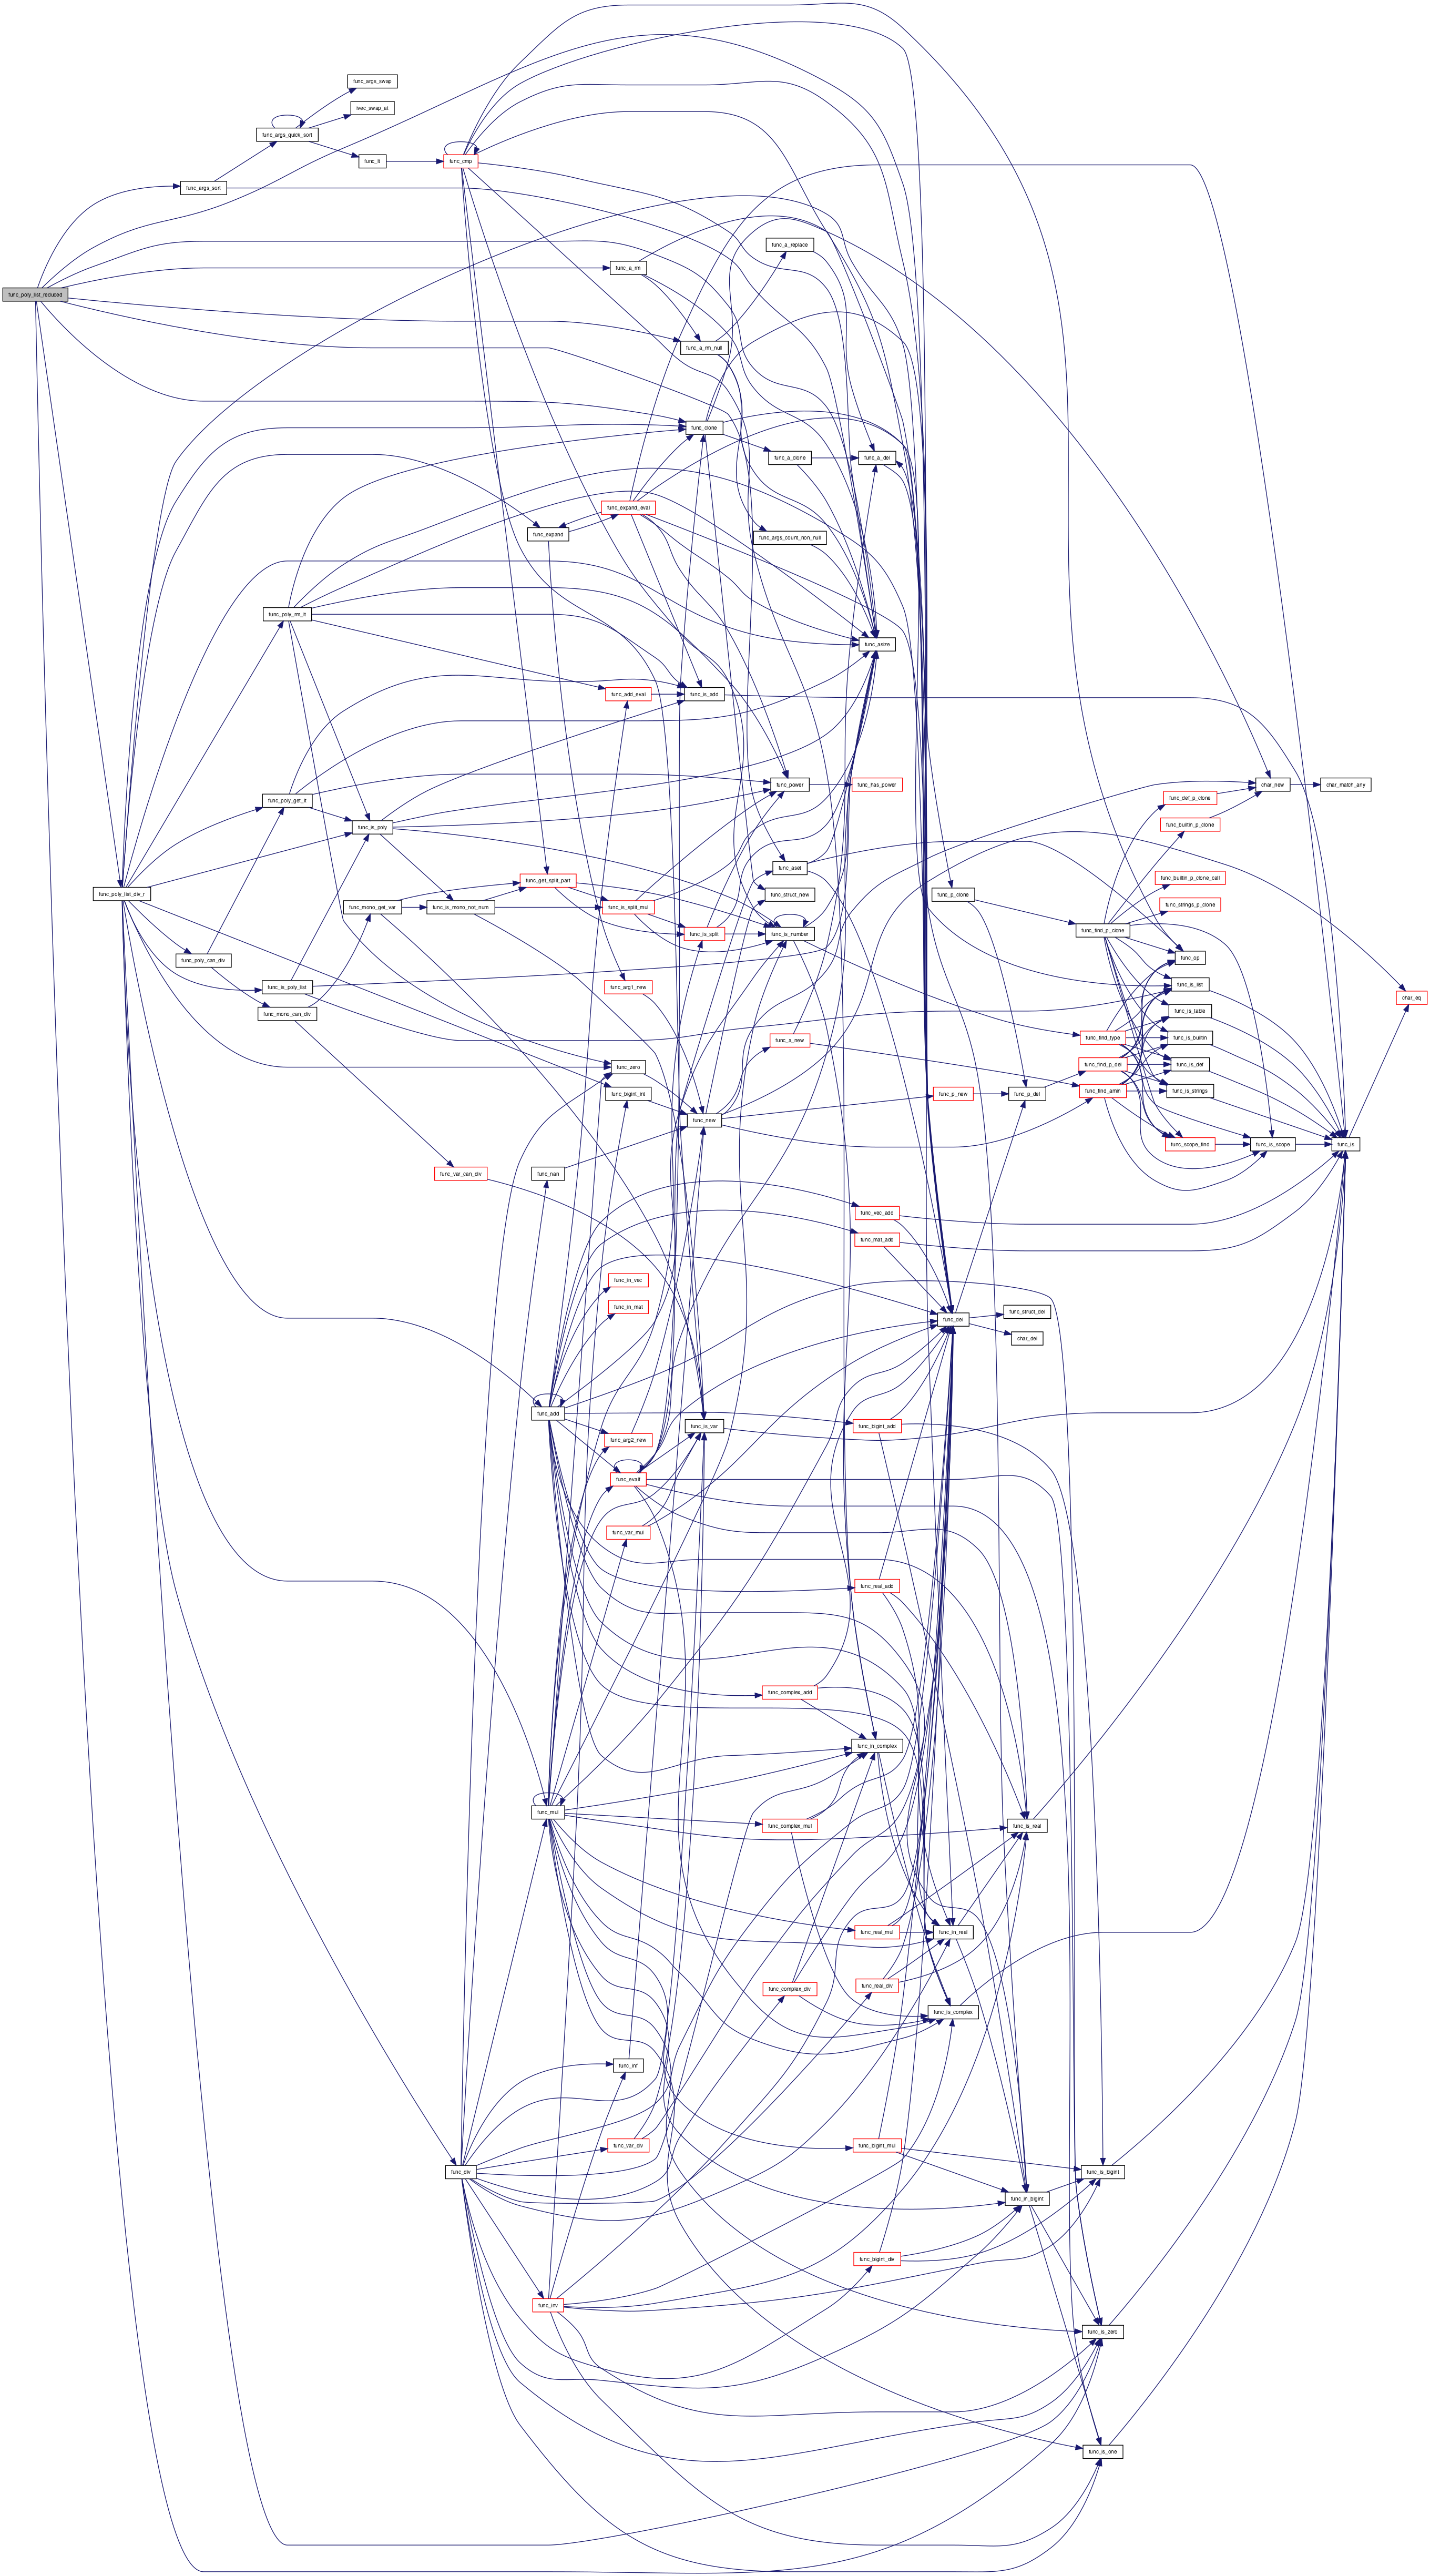 func_args_swap
ivec_swap_at
func_args_quick_sort
func_lt
func_cmp
func_args_sort
func_a_replace
func_a_rm
func_poly_list_reduced
func_a_rm_null
func_clone
func_a_clone
func_a_del
func_expand_eval
func_expand
func_args_count_non_null
func_poly_rm_lt
func_asize
func_add_eval
func_is_add
func_power
func_has_power
char_new
char_match_any
func_poly_get_lt
func_def_p_clone
func_is_poly
func_builtin_p_clone
func_aset
func_builtin_p_clone_call
func_get_split_part
func_poly_list_div_r
func_struct_new
func_p_clone
func_strings_p_clone
func_mono_get_var
func_is_mono_not_num
func_is_split_mul
func_is_split
func_is_number
func_find_p_clone
func_op
func_poly_can_div
func_is_poly_list
arg1_new
func_is_list
char_eq
func_mono_can_div
func_is_table
func_a_new
func_find_type
func_is_builtin
func_zero
func_find_p_del
func_is_def
func_bigint_int
func_p_new
func_p_del
func_find_amin
func_is_strings
func_new
func_scope_find
func_is_scope
func_is
func_var_can_div
func_nan
func_vec_add
func_mat_add
func_in_vec
func_in_mat
func_struct_del
func_del
char_del
func_add
func_is_var
func_bigint_add
func_arg2_new
func_evalf
func_var_mul
func_real_add
func_complex_add
func_in_complex
func_mul
func_complex_mul
func_is_real
func_real_mul
func_in_real
func_real_div
func_complex_div
func_is_complex
func_inf
func_var_div
func_bigint_mul
func_div
func_is_bigint
func_in_bigint
func_bigint_div
func_inv
func_is_zero
func_is_one